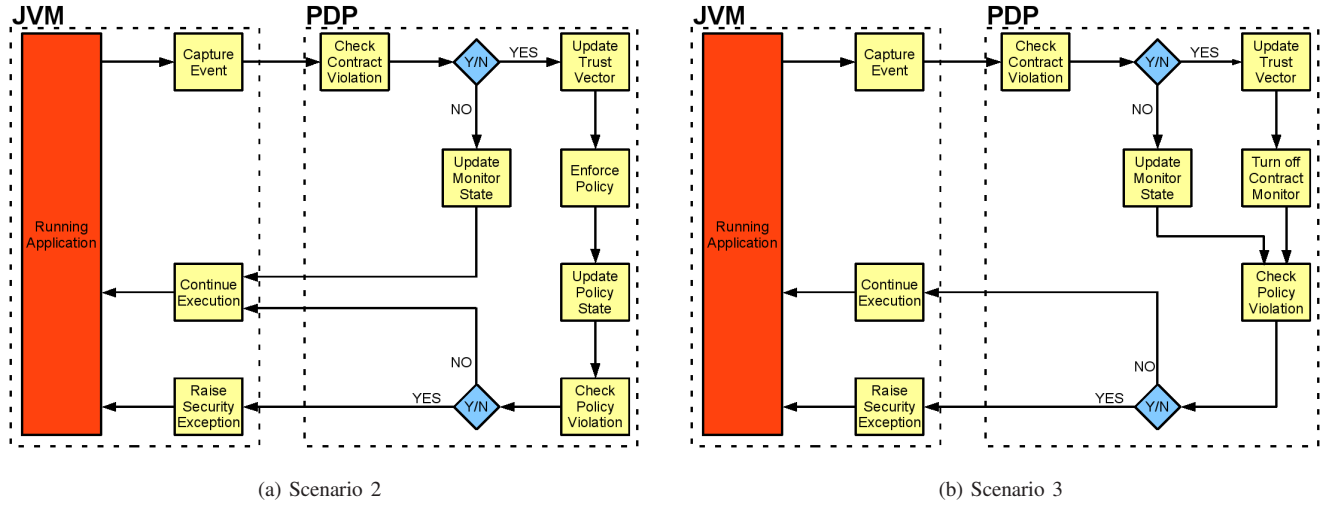 JVM
PDP
Capture
Event
Check
Contract
Violation
Y/N
YES
Update
Trust
Vector
NO
Update
Monitor
State
Enforce
Policy
Running
Application
Continue
Execution
Update
Policy
State
NO
Raise
Security
Exception
YES
Y/N
Check
Policy
Violation
(a) Scenario 2
JVM
PDP
Capture
Event
Check
Contract
Violation
Y/N
YES
Update
Trust
Vector
NO
Update
Monitor
State
Turn off
Contract
Monitor
Running
Application
Continue
Execution
Check
Policy
Violation
NO
Raise
Security
Exception
YES
Y/N
(b) Scenario 3